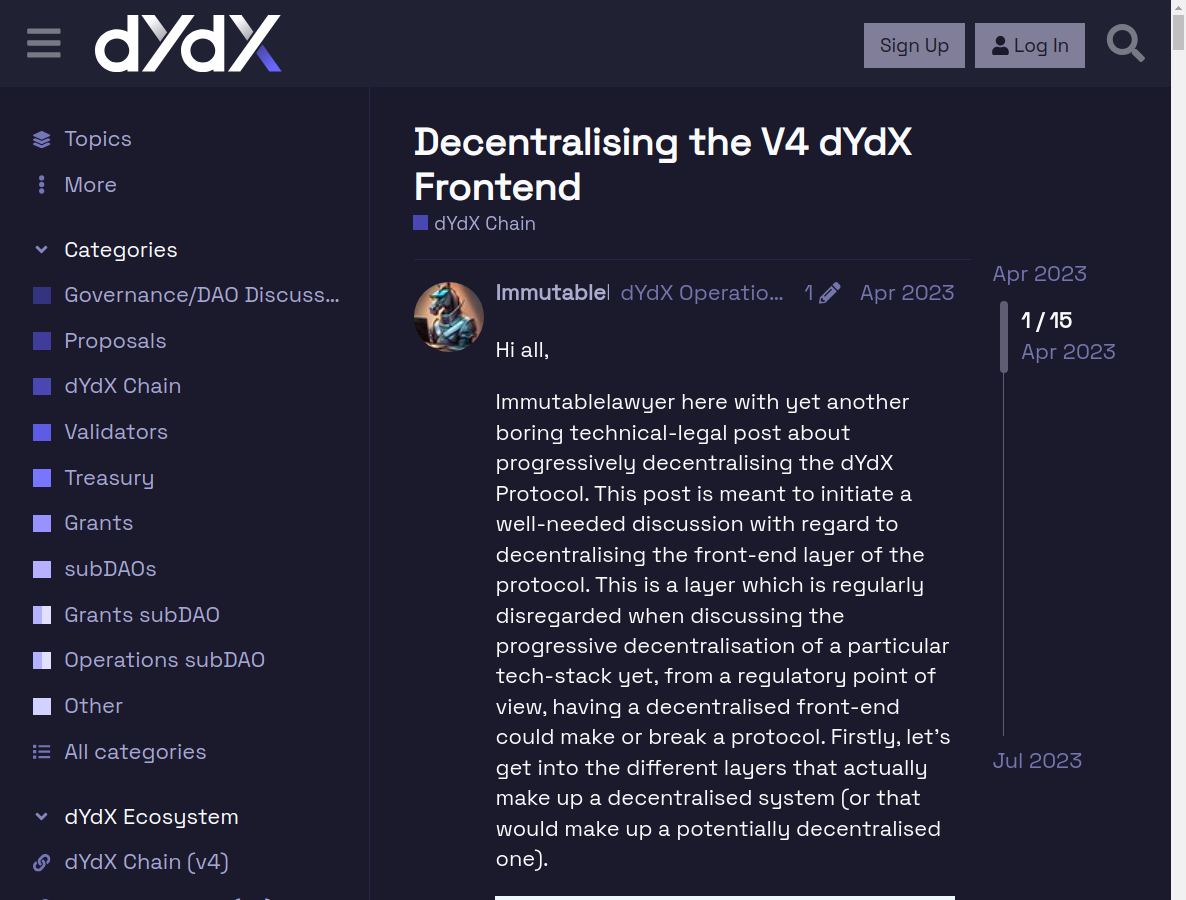 dYdX
Sign Up
Log In
Topics
More
Categories
Governance/DAO Discuss...
Proposals
dYdX Chain
Validators
Treasury
Grants
subDAOs
Grants subDAO
Operations subDAO
Other
All categories
dYdX Ecosystem
dYdX Chain (v4)
Decentralising the V4 dYdX
Frontend
dYdX Chain
Immutablel dYdX Operatio... 1 Apr 2023
Hi all,
Immutablelawyer here with yet another
boring technical-legal post about
progressively decentralising the dYdX
Protocol. This post is meant to initiate a
well-needed discussion with regard to
decentralising the front-end layer of the
protocol. This is a layer which is regularly
disregarded when discussing the
progressive decentralisation of a particular
tech-stack yet, from a regulatory point of
view, having a decentralised front-end
could make or break a protocol. Firstly, let’s
get into the different layers that actually
make up a decentralised system (or that
would make up a potentially decentralised
one).
Apr 2023
1 / 15
Apr 2023
Jul 2023